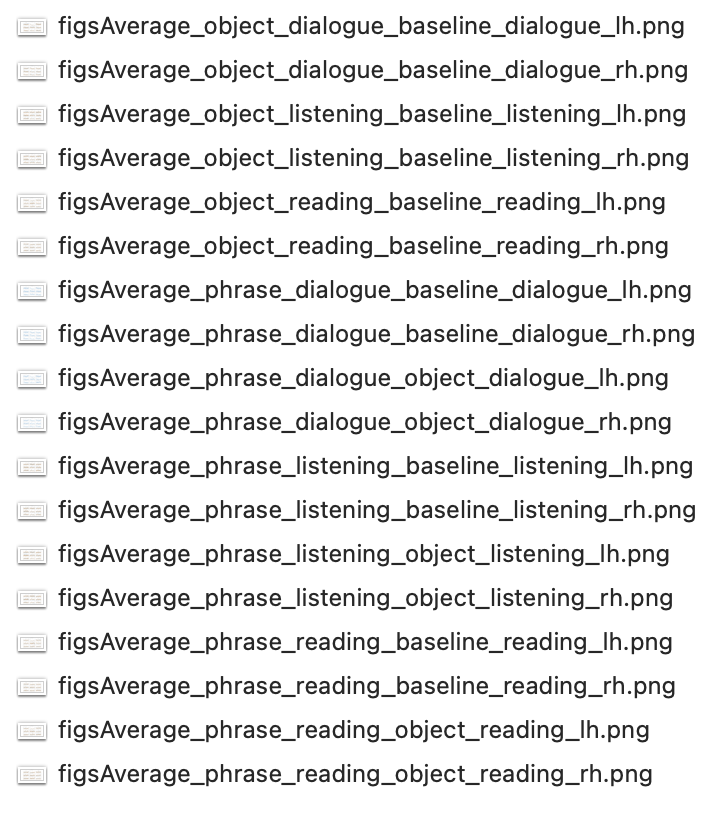 figsAverage_object_dialogue_baseline_dialogue_lh.png
figsAverage_object_dialogue_baseline_dialogue_rh.png
figsAverage_object_listening_baseline_listening_lh.png
figsAverage_object_listening_baseline_listening_rh.png
figsAverage_object_reading_baseline_reading_lh.png
figsAverage_object_reading_baseline_reading_rh.png
figsAverage_phrase_dialogue_baseline_dialogue_lh.png
figsAverage_phrase_dialogue_baseline_dialogue_rh.png
figsAverage_phrase_dialogue_object_dialogue_lh.png
figsAverage_phrase_dialogue_object_dialogue_rh.png
figsAverage_phrase_listening_baseline_listening_lh.png
figsAverage_phrase_listening_baseline_listening_rh.png
figsAverage_phrase_listening_object_listening_lh.png
figsAverage_phrase_listening_object_listening_rh.png
figsAverage_phrase_reading_baseline_reading_lh.png
figsAverage_phrase_reading_baseline_reading_rh.png
figsAverage_phrase_reading_object_reading_lh.png
figsAverage_phrase_reading_object_reading_rh.png